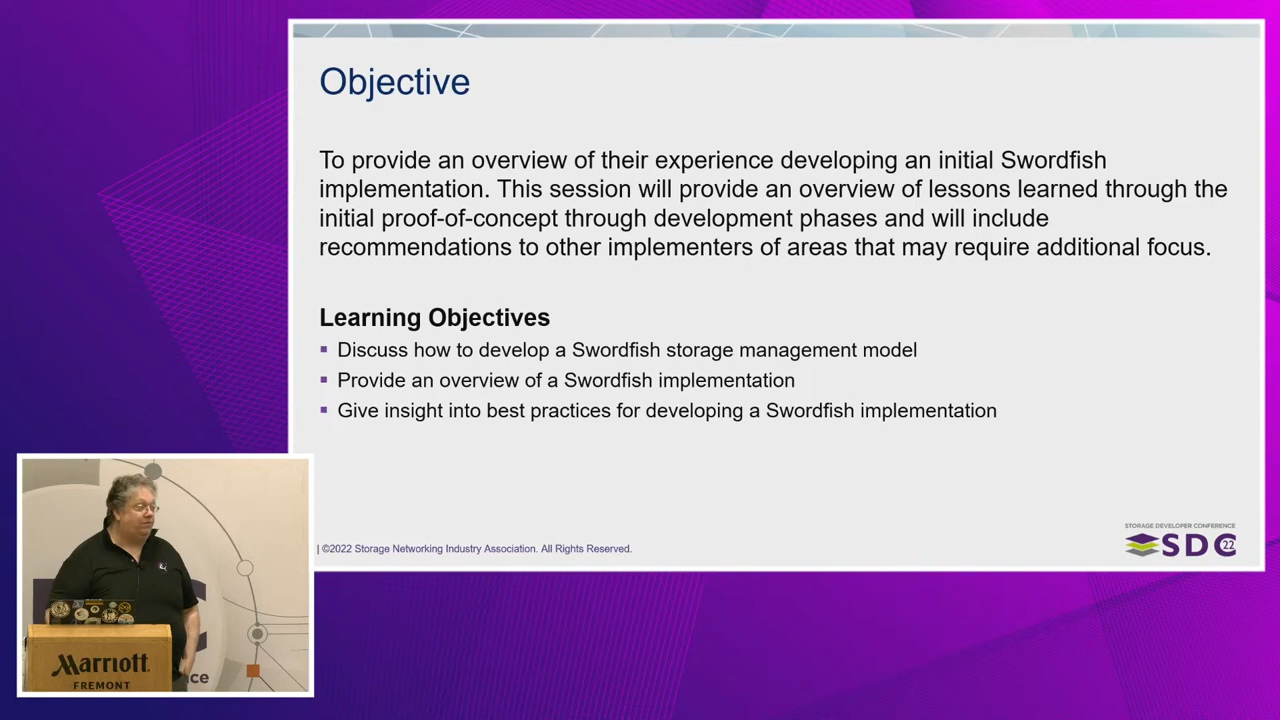 Objective
To provide an overview of their experience developing an initial Swordfish
implementation. This session will provide an overview of lessons learned through the
initial proof-of-concept through development phases and will include
recommendations to other implementers of areas that may require additional focus.
Learning Objectives
▪ Discuss how to develop a Swordfish storage management model
▪ Provide an overview of a Swordfish implementation
▪ Give insight into best practices for developing a Swordfish implementation
| ©2022 Storage Networking Industry Association. All Rights Reserved.
STORAGE DEVELOPER CONFERENCE
SDC 22
Marriott
FREMONT